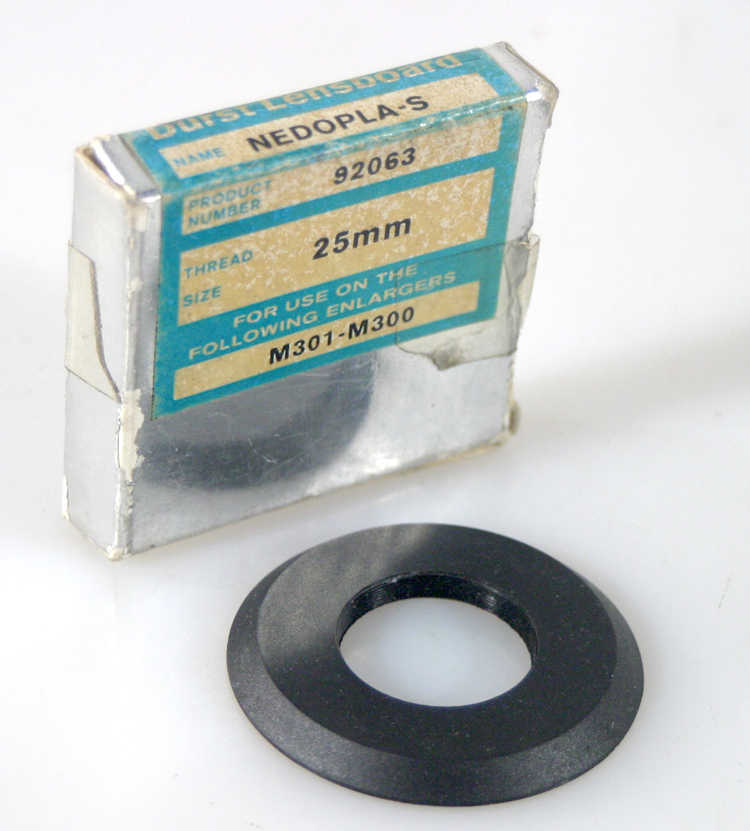 Durst Lensboard
NAME NEDOPLA-S
PRODUCT
NUMBER 92063
THREAD
SIZE 25mm
FOR USE ON THE
FOLLOWING ENLARGERS
M301-M300